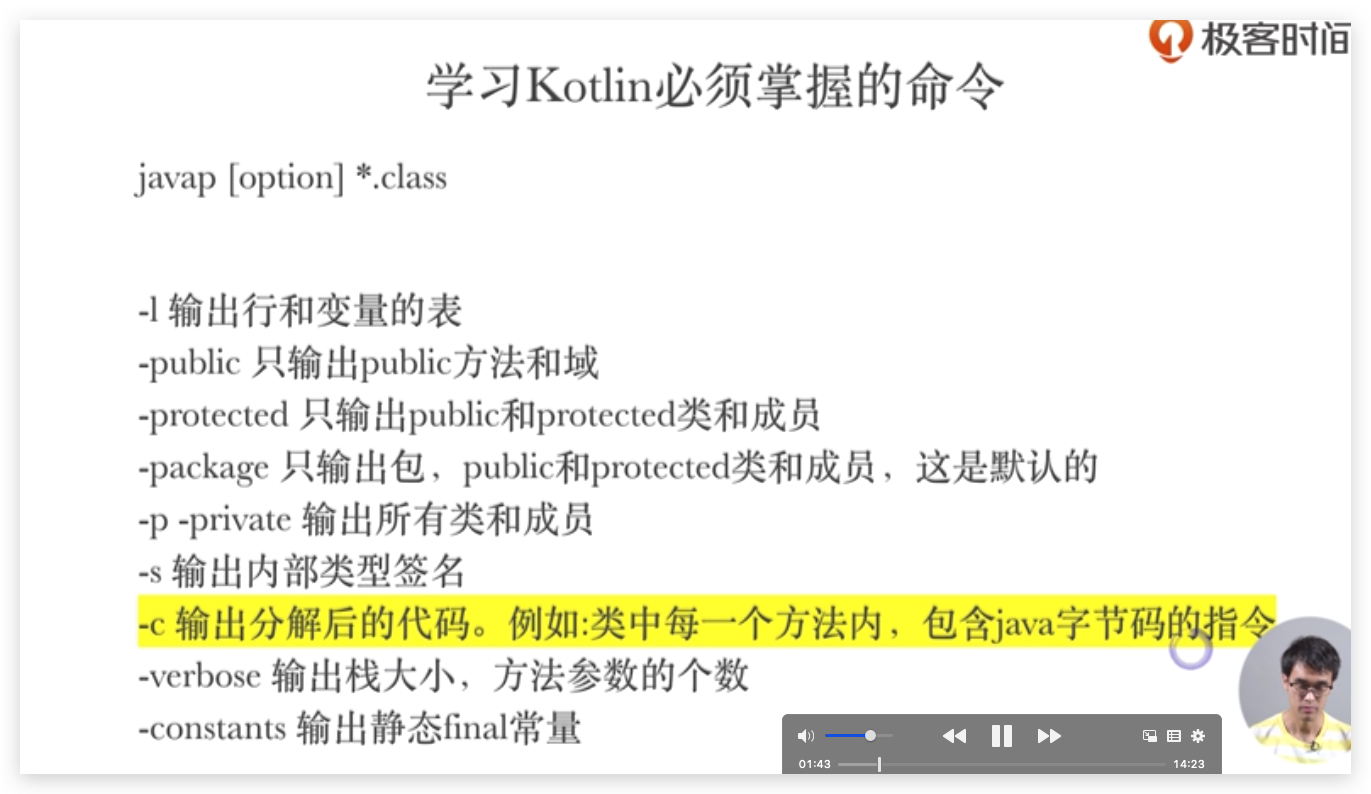 极客时间
学习Kotlin必须掌握的命令
javap [option] *.class
-l 输出行和变量的表
-public 只输出public方法和域
-protected 只输出public和protected类和成员
-package 只输出包，public和protected类和成员，这是默认的
-p -private 输出所有类和成员
-s 输出内部类型签名
-c 输出分解后的代码。例如:类中每一个方法内，包含java字节码的指令
-verbose 输出栈大小，方法参数的个数
-constants 输出静态final常量
01:43
14:23